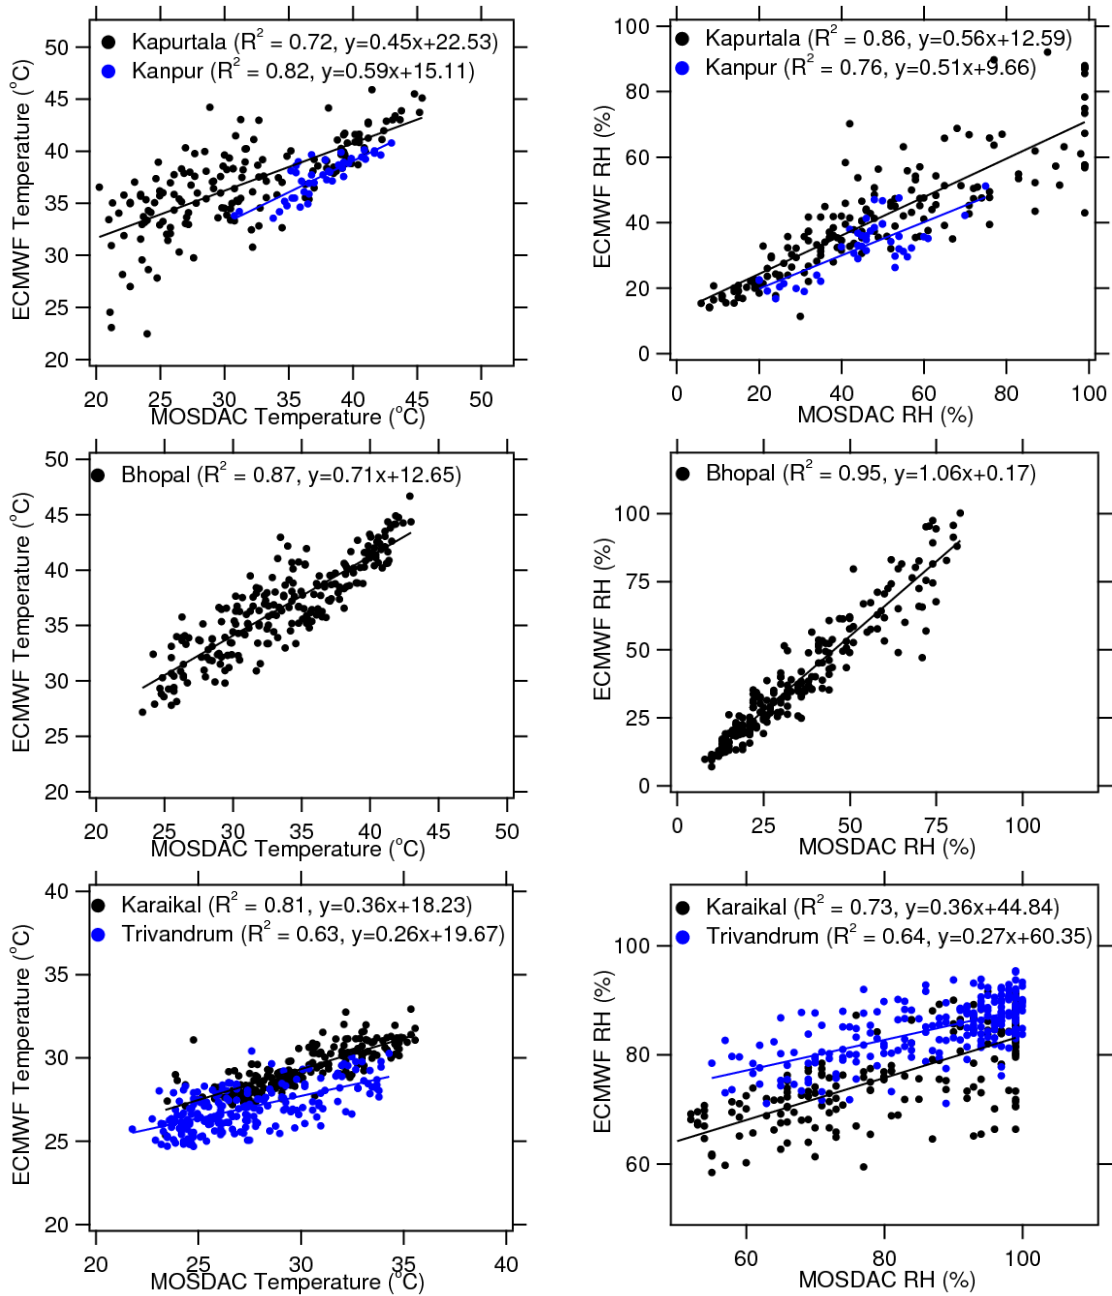 Kapurtala (R² = 0.72, y=0.45x+22.53)
Kanpur (R² = 0.82, y=0.59x+15.11)
ECMWF Temperature (°C)
50
45
40
35
30
25
20
20 25 30 35 40 45 50
MOSDAC Temperature (°C)
Kapurtala (R² = 0.86, y=0.56x+12.59)
Kanpur (R² = 0.76, y=0.51x+9.66)
ECMWF RH (%)
100
80
60
40
20
0
0 20 40 60 80 100
MOSDAC RH (%)
Bhopal (R² = 0.87, y=0.71x+12.65)
ECMWF Temperature (°C)
50
45
40
35
30
25
20
20 25 30 35 40 45 50
MOSDAC Temperature (°C)
Bhopal (R² = 0.95, y=1.06x+0.17)
ECMWF RH (%)
100
75
50
25
0
0 25 50 75 100
MOSDAC RH (%)
Karaikal (R² = 0.81, y=0.36x+18.23)
Trivandrum (R² = 0.63, y=0.26x+19.67)
ECMWF Temperature (°C)
40
35
30
25
20
20 25 30 35 40
MOSDAC Temperature (°C)
Karaikal (R² = 0.73, y=0.36x+44.84)
Trivandrum (R² = 0.64, y=0.27x+60.35)
ECMWF RH (%)
100
80
60
60 80 100
MOSDAC RH (%)